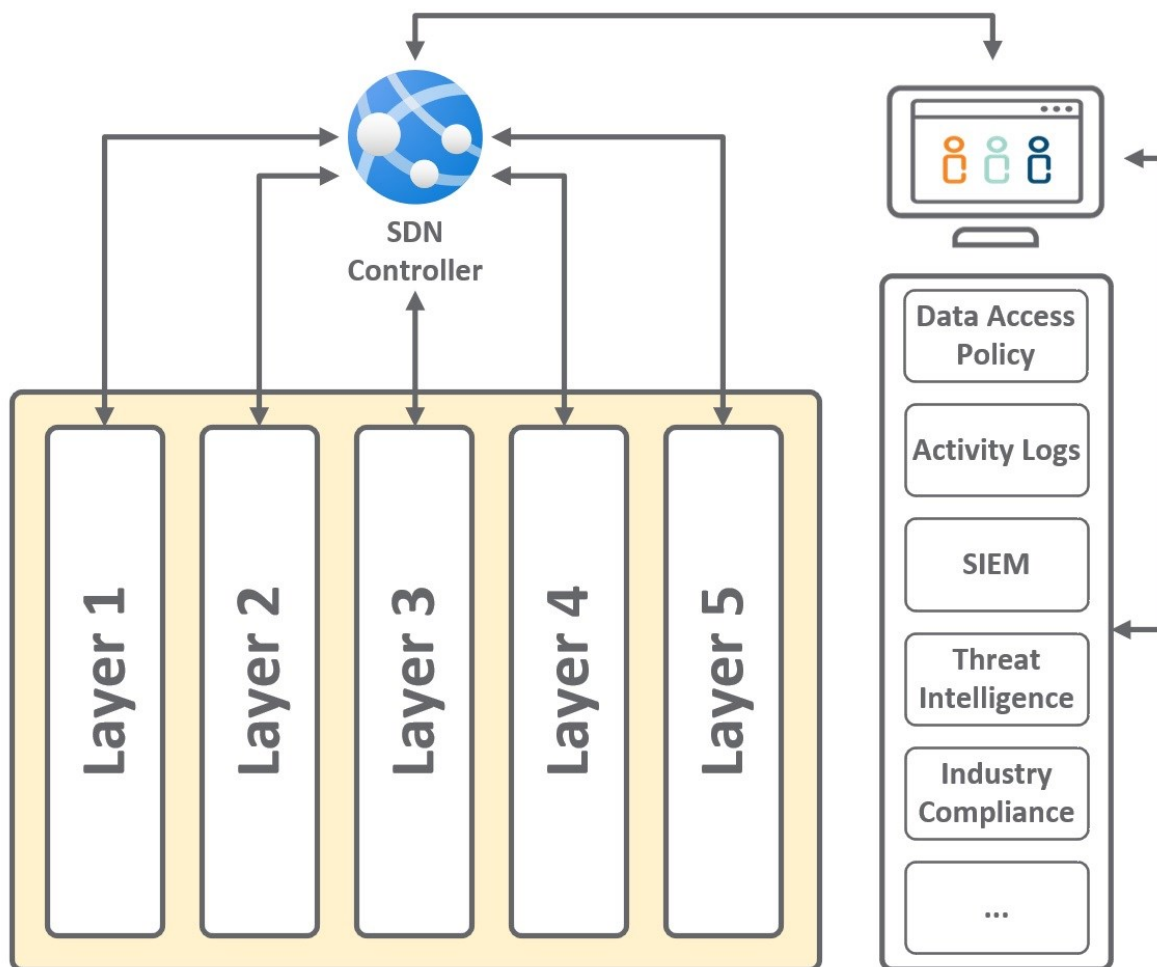 SDN
Controller
Layer 1
Layer 2
Layer 3
Layer 4
Layer 5
Data Access
Policy
Activity Logs
SIEM
Threat
Intelligence
Industry
Compliance
...